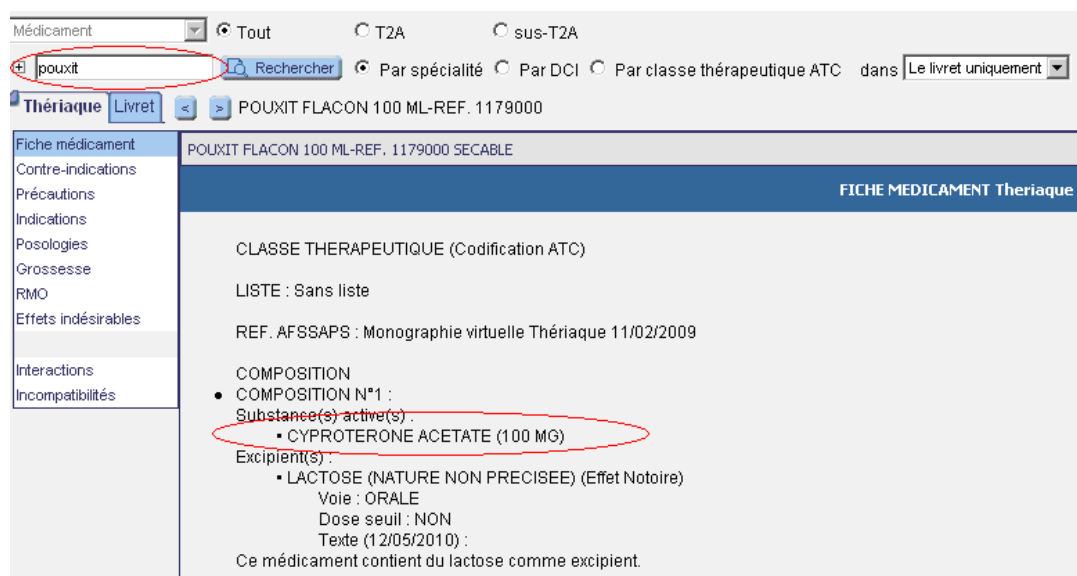 Médicament Tout T2A sus-T2A
pouxit Rechercher Par spécialité Par DCI Par classe thérapeutique ATC dans Le livret uniquement
Thériaque Livret < > POUXIT FLACON 100 ML-REF. 1179000
Fiche médicament
Contre-indications
Précautions
Indications
Posologies
Grossesse
RMO
Effets indésirables
Interactions
Incompatibilités
POUXIT FLACON 100 ML-REF. 1179000 SECABLE
FICHE MEDICAMENT Theriaque
CLASSE THERAPEUTIQUE (Codification ATC)
LISTE : Sans liste
REF. AFSSAPS : Monographie virtuelle Thériaque 11/02/2009
COMPOSITION
• COMPOSITION N°1 :
Substance(s) active(s) :
▪ CYPROTERONE ACETATE (100 MG)
Excipient(s) :
▪ LACTOSE (NATURE NON PRECISEE) (Effet Notoire)
Voie : ORALE
Dose seuil : NON
Texte (12/05/2010) :
Ce médicament contient du lactose comme excipient.